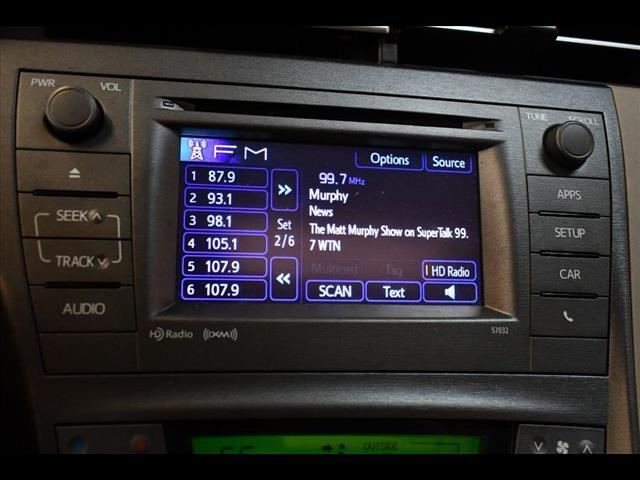 PWR VOL
TUNE SCROLL
FM
Options
Source
1 87.9
2 93.1
3 98.1
4 105.1
5 107.9
6 107.9
Set
2/6
99.7 MHz
Murphy
News
The Matt Murphy Show on SuperTalk 99.
7 WTN
Multicast Tag
HD Radio
SCAN
Text
SEEK
TRACK
AUDIO
APPS
SETUP
CAR
HD Radio
XM
57032
OUTSIDE